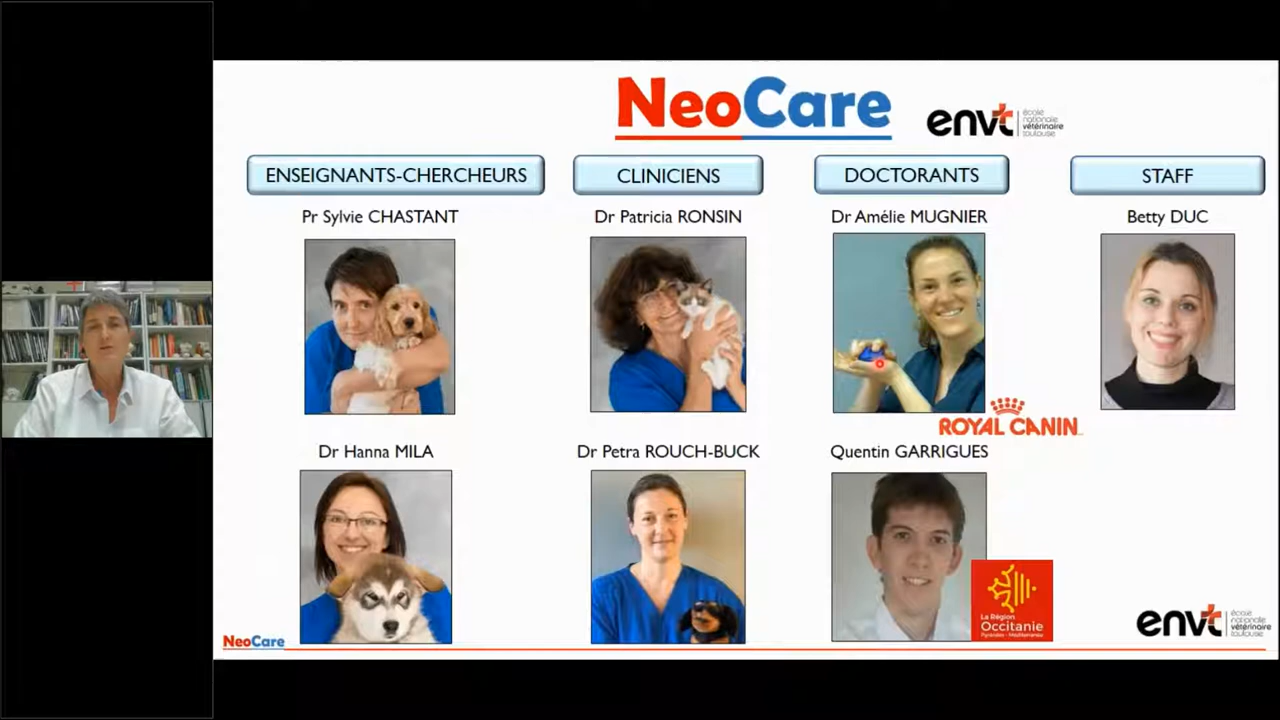 NeoCare
envt
école
nationale
vétérinaire
toulouse
ENSEIGNANTS-CHERCHEURS
CLINICIENS
DOCTORANTS
STAFF
Pr Sylvie CHASTANT
Dr Patricia RONSIN
Dr Amélie MUGNIER
Betty DUC
ROYAL CANIN
Dr Hanna MILA
Dr Petra ROUCH-BUCK
Quentin GARRIGUES
La Région
Occitanie
Pyrénées - Méditerranée
NeoCare
envt
école
nationale
vétérinaire
toulouse